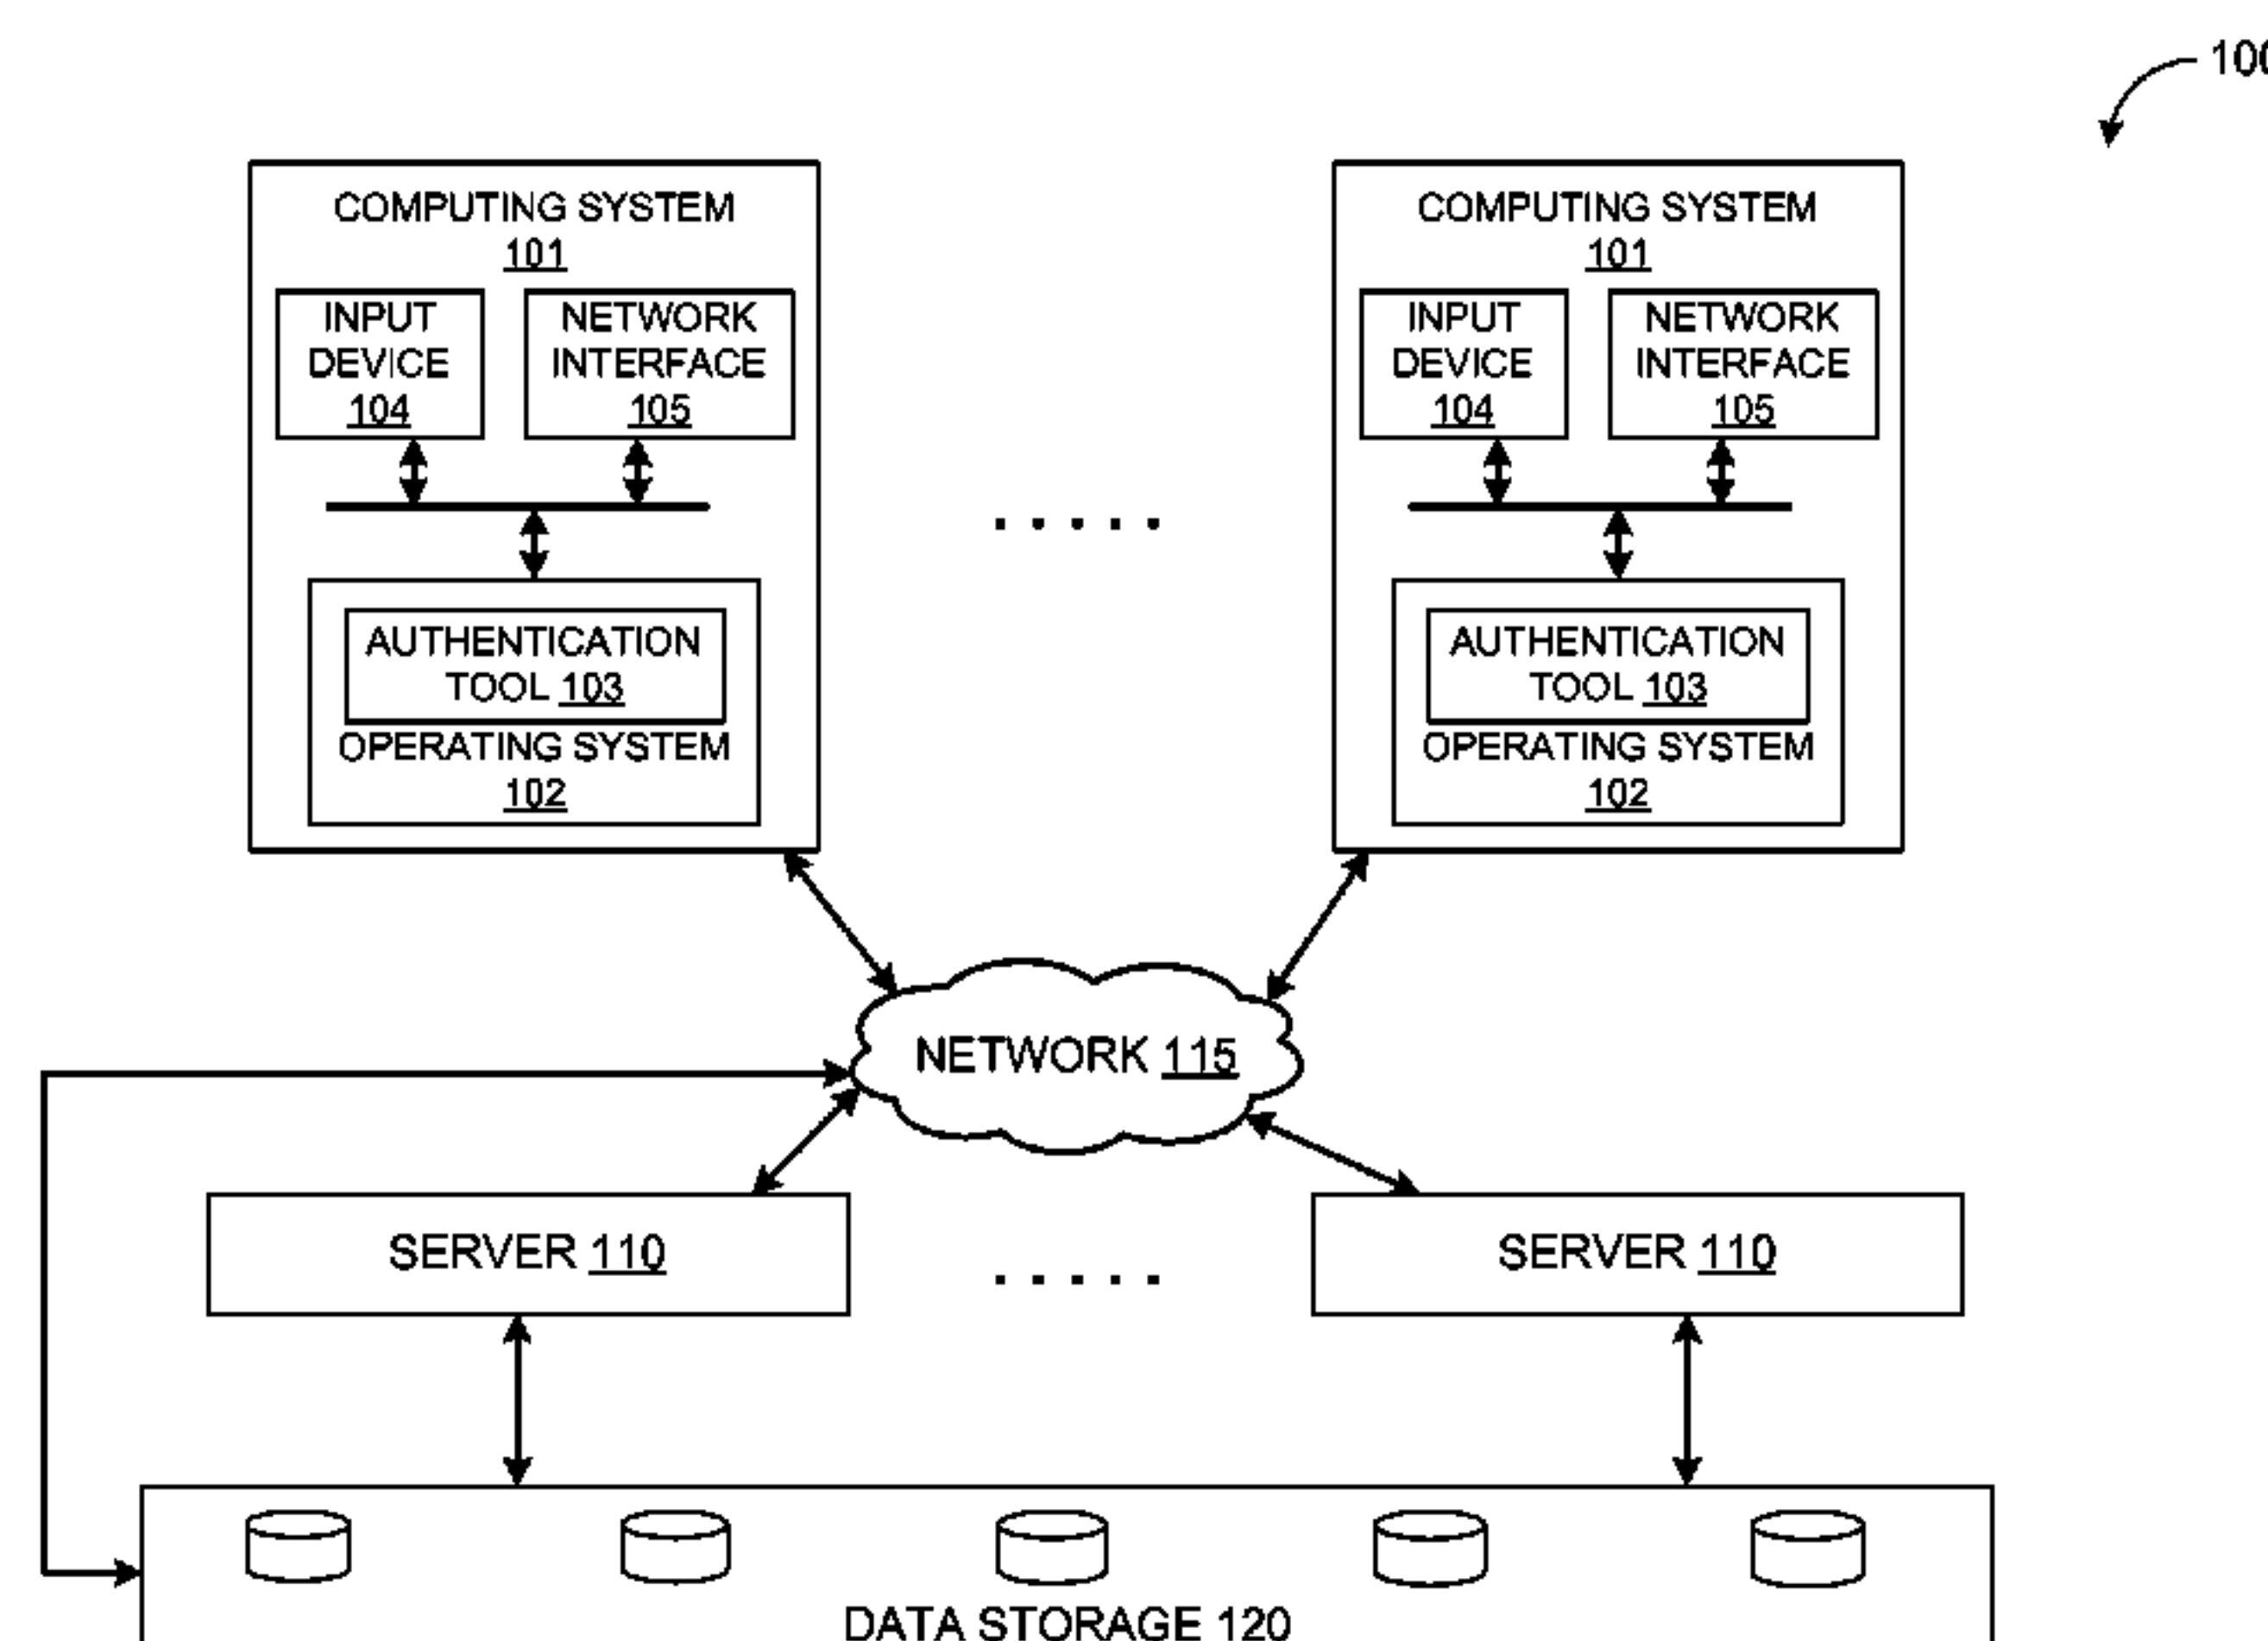 100
COMPUTING SYSTEM
101
INPUT
DEVICE
104
NETWORK
INTERFACE
105
AUTHENTICATION
TOOL 103
OPERATING SYSTEM
102
COMPUTING SYSTEM
101
INPUT
DEVICE
104
NETWORK
INTERFACE
105
AUTHENTICATION
TOOL 103
OPERATING SYSTEM
102
. . . . .
NETWORK 115
SERVER 110
. . . . .
SERVER 110
DATA STORAGE 120